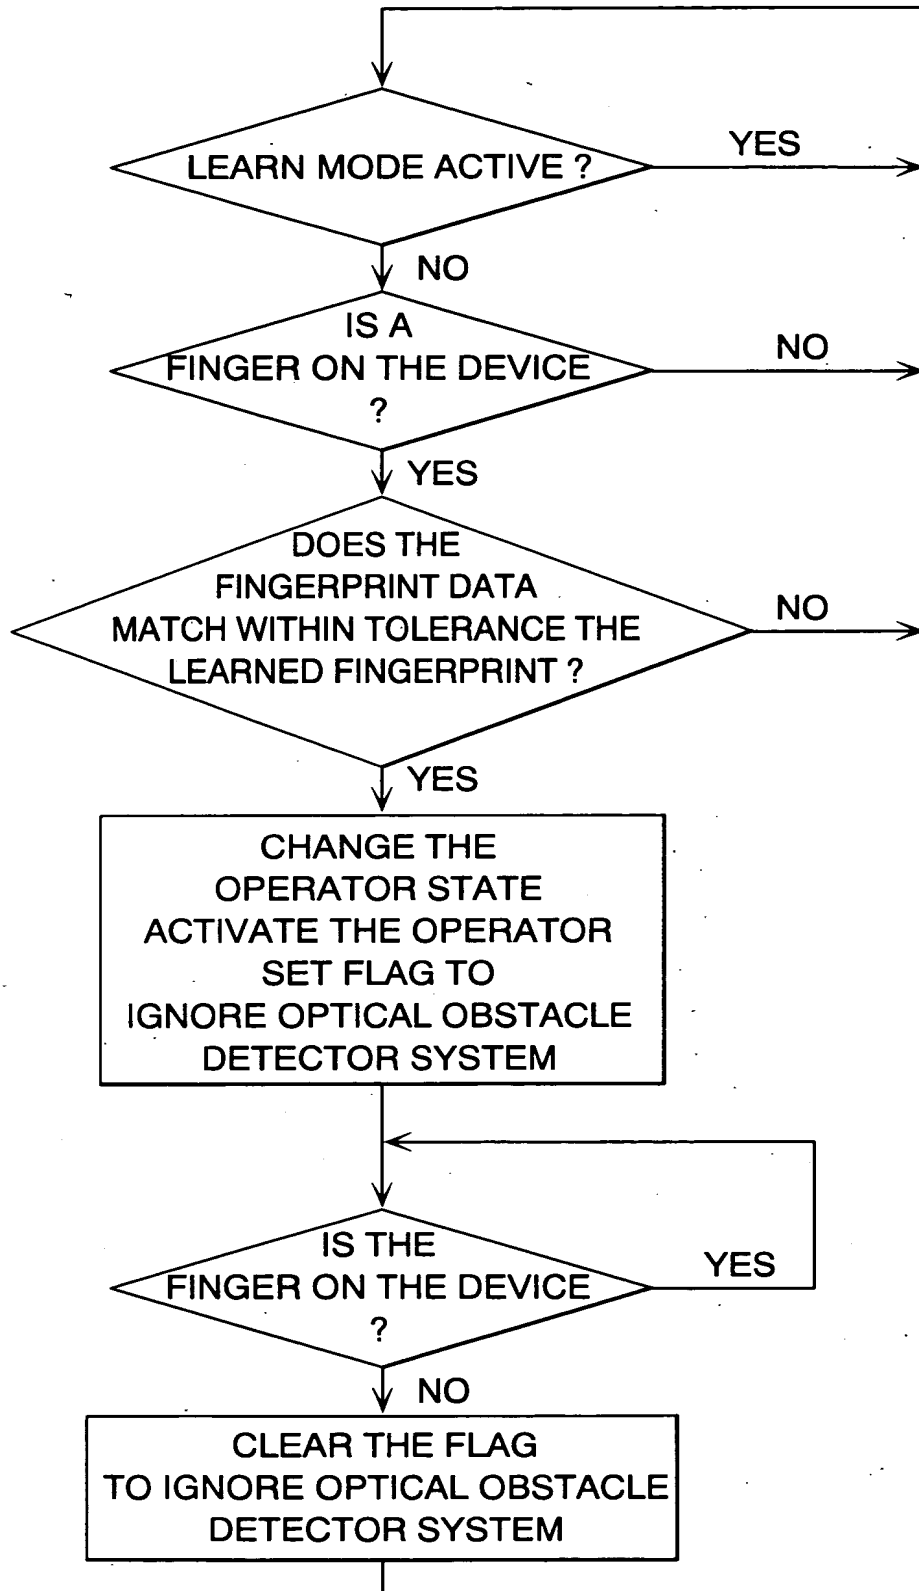 LEARN MODE ACTIVE ?
YES
NO
IS A
FINGER ON THE DEVICE
?
NO
YES
DOES THE
FINGERPRINT DATA
MATCH WITHIN TOLERANCE THE
LEARNED FINGERPRINT ?
NO
YES
CHANGE THE
OPERATOR STATE
ACTIVATE THE OPERATOR
SET FLAG TO
IGNORE OPTICAL OBSTACLE
DETECTOR SYSTEM
IS THE
FINGER ON THE DEVICE
?
YES
NO
CLEAR THE FLAG
TO IGNORE OPTICAL OBSTACLE
DETECTOR SYSTEM